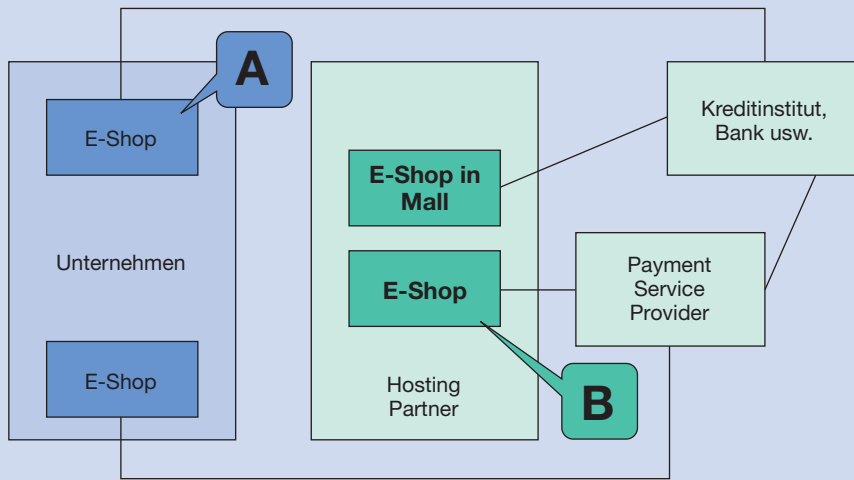 A
E-Shop
Kreditinstitut,
Bank usw.
E-Shop in
Mall
Unternehmen
E-Shop
Payment
Service
Provider
E-Shop
Hosting
Partner
B